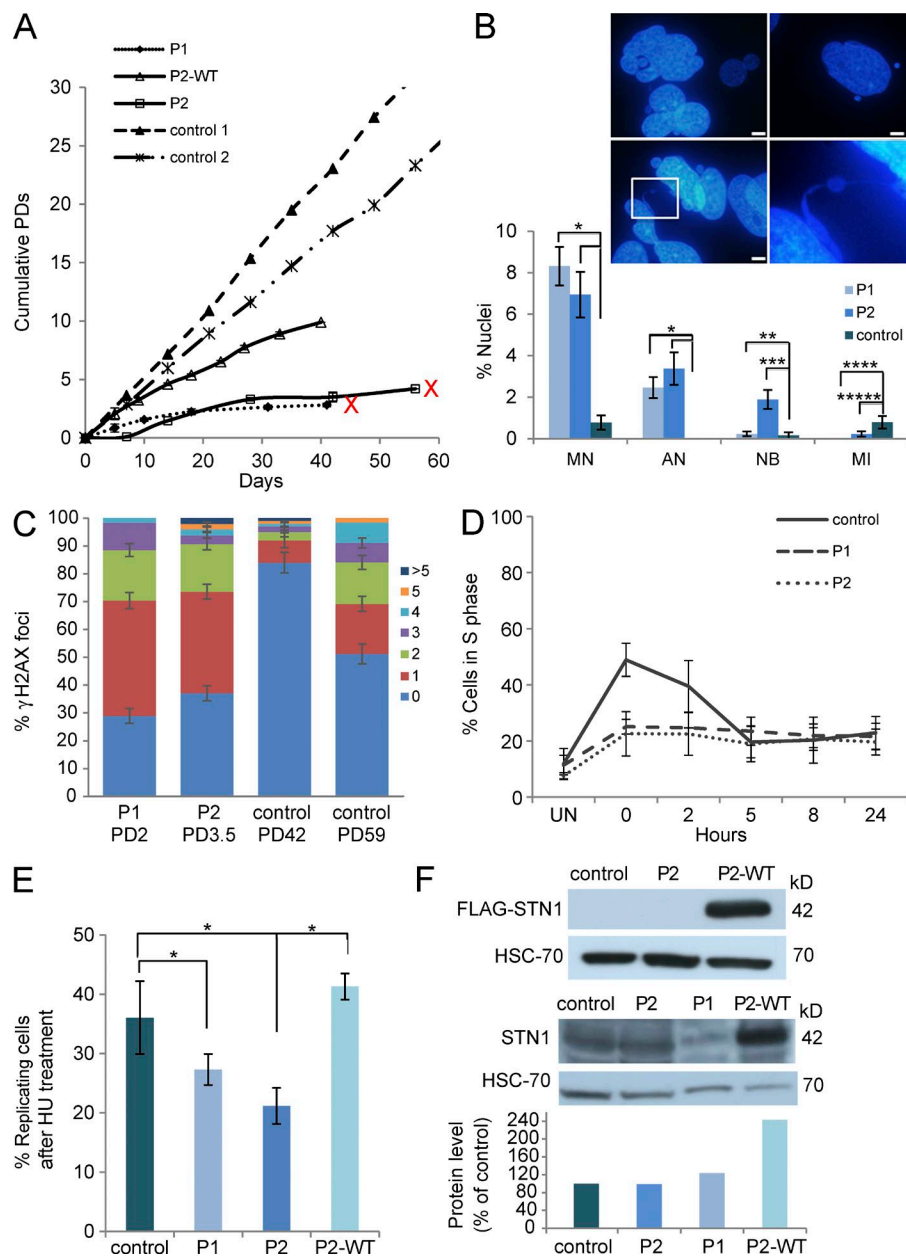 A
P1
P2-WT
P2
control 1
control 2
Cumulative PDs
30
25
20
15
10
5
0
0 10 20 30 40 50 60
Days
X
X
B
% Nuclei
10
8
6
4
2
0
* * ** *** **** *****
P1
P2
control
MN AN NB MI
C
% γH2AX foci
100
90
80
70
60
50
40
30
20
10
0
>5
5
4
3
2
1
0
P1 P2 control control
PD2 PD3.5 PD42 PD59
D
control
P1
P2
% Cells in S phase
100
80
60
40
20
0
UN 0 2 5 8 24
Hours
E
% Replicating cells
after HU treatment
50
40
30
20
10
0
* * *
control P1 P2 P2-WT
F
control P2 P2-WT kD
FLAG-STN1 42
HSC-70 70
control P2 P1 P2-WT kD
STN1 42
HSC-70 70
Protein level
(% of control)
240
200
160
120
80
40
0
control P2 P1 P2-WT